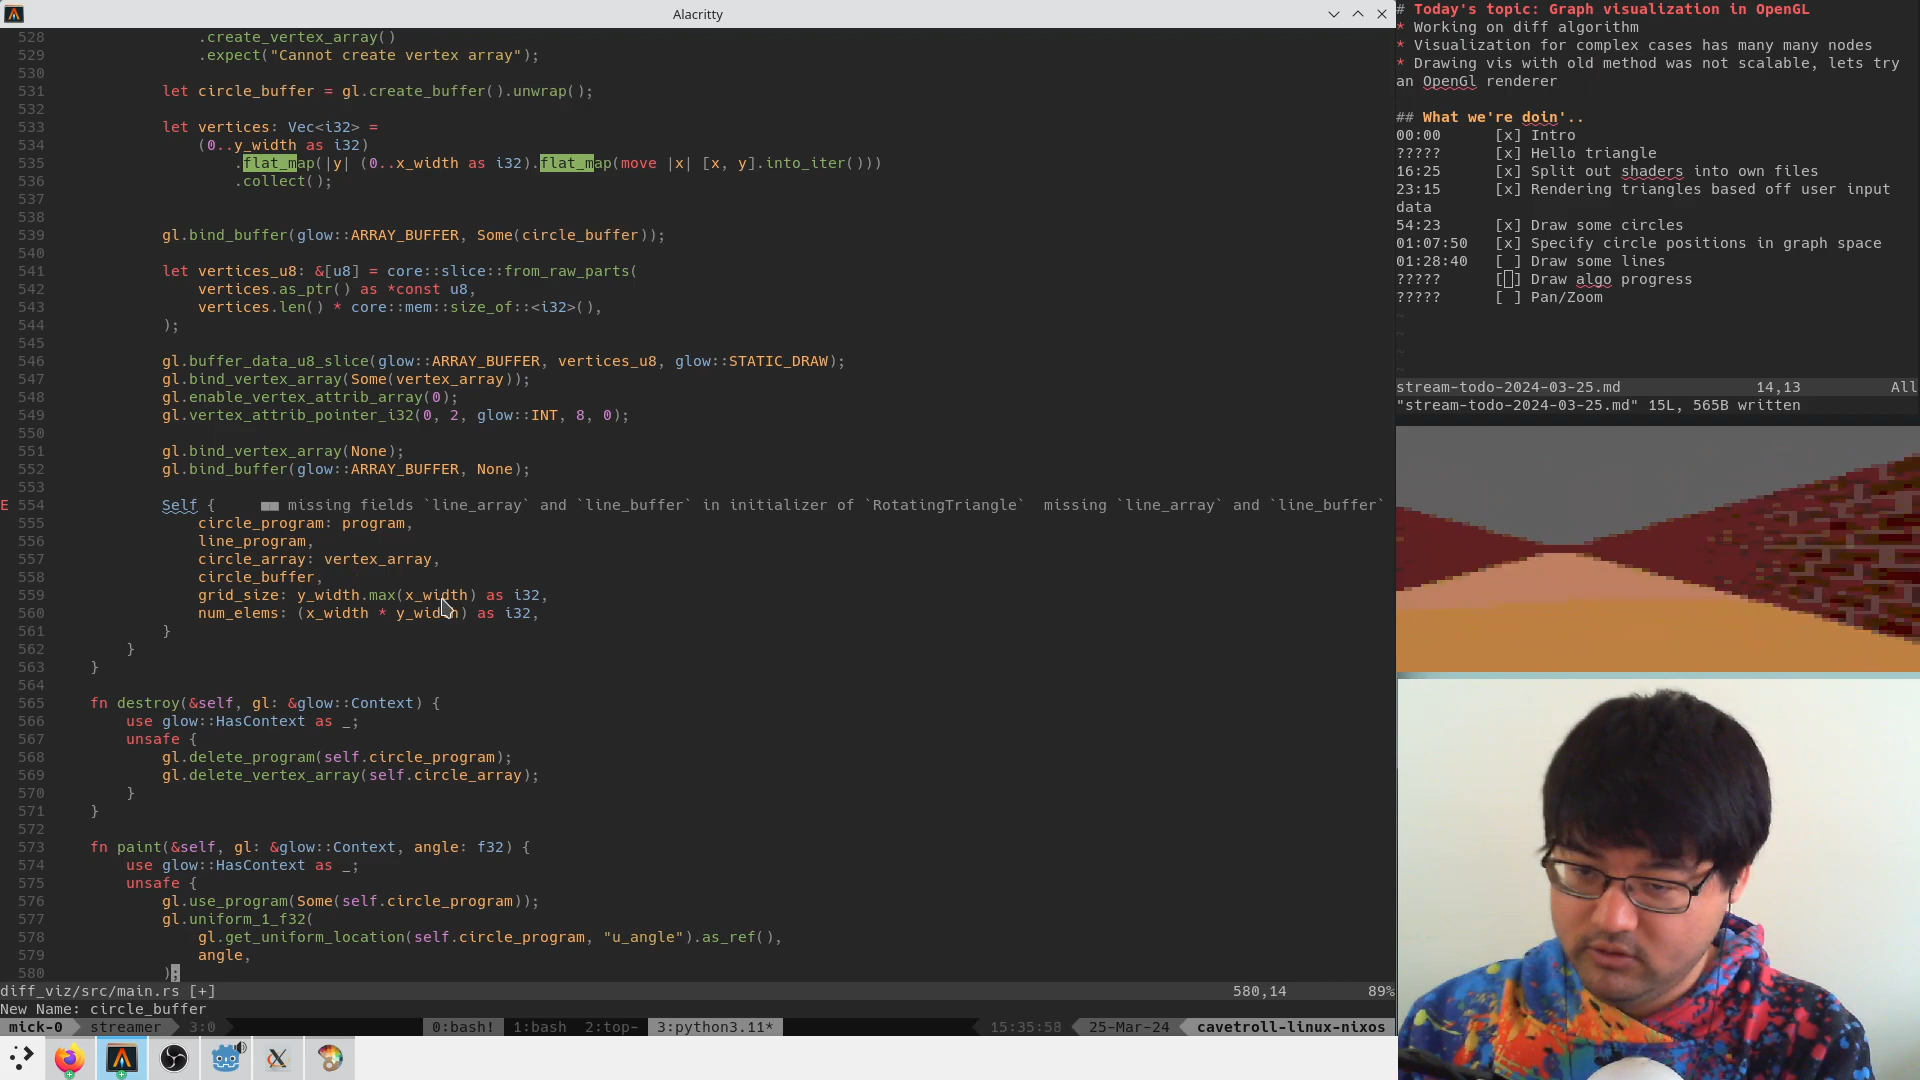 Alacritty
528 .create_vertex_array()
529 .expect("Cannot create vertex array");
530
531 let circle_buffer = gl.create_buffer().unwrap();
532
533 let vertices: Vec<i32> =
534 (0..y_width as i32)
535 .flat_map(|y| (0..x_width as i32).flat_map(move |x| [x, y].into_iter()))
536 .collect();
537
538
539 gl.bind_buffer(glow::ARRAY_BUFFER, Some(circle_buffer));
540
541 let vertices_u8: &[u8] = core::slice::from_raw_parts(
542 vertices.as_ptr() as *const u8,
543 vertices.len() * core::mem::size_of::<i32>(),
544 );
545
546 gl.buffer_data_u8_slice(glow::ARRAY_BUFFER, vertices_u8, glow::STATIC_DRAW);
547 gl.bind_vertex_array(Some(vertex_array));
548 gl.enable_vertex_attrib_array(0);
549 gl.vertex_attrib_pointer_i32(0, 2, glow::INT, 8, 0);
550
551 gl.bind_vertex_array(None);
552 gl.bind_buffer(glow::ARRAY_BUFFER, None);
553
E 554 Self { ■■ missing fields `line_array` and `line_buffer` in initializer of `RotatingTriangle` missing `line_array` and `line_buffer`
555 circle_program: program,
556 line_program,
557 circle_array: vertex_array,
558 circle_buffer,
559 grid_size: y_width.max(x_width) as i32,
560 num_elems: (x_width * y_width) as i32,
561 }
562 }
563 }
564
565 fn destroy(&self, gl: &glow::Context) {
566 use glow::HasContext as _;
567 unsafe {
568 gl.delete_program(self.circle_program);
569 gl.delete_vertex_array(self.circle_array);
570 }
571 }
572
573 fn paint(&self, gl: &glow::Context, angle: f32) {
574 use glow::HasContext as _;
575 unsafe {
576 gl.use_program(Some(self.circle_program));
577 gl.uniform_1_f32(
578 gl.get_uniform_location(self.circle_program, "u_angle").as_ref(),
579 angle,
580 );
diff_viz/src/main.rs [+] 580,14 89%
New Name: circle_buffer
mick-0 streamer 3:0 0:bash! 1:bash 2:top- 3:python3.11* 15:35:58 25-Mar-24 cavetroll-linux-nixos
# Today's topic: Graph visualization in OpenGL
* Working on diff algorithm
* Visualization for complex cases has many many nodes
* Drawing vis with old method was not scalable, lets try
an OpenGl renderer
## What we're doin'..
00:00 [x] Intro
????? [x] Hello triangle
16:25 [x] Split out shaders into own files
23:15 [x] Rendering triangles based off user input
data
54:23 [x] Draw some circles
01:07:50 [x] Specify circle positions in graph space
01:28:40 [ ] Draw some lines
????? [ ] Draw algo progress
????? [ ] Pan/Zoom
~
~
~
~
stream-todo-2024-03-25.md 14,13 All
"stream-todo-2024-03-25.md" 15L, 565B written